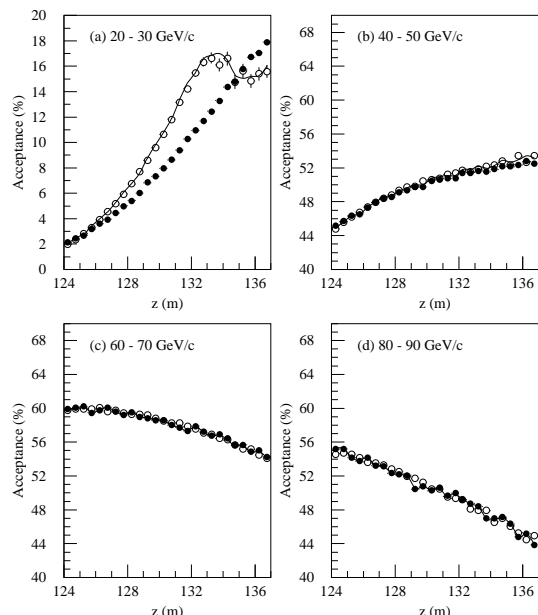 (a) 20 - 30 GeV/c
Acceptance (%)
20
18
16
14
12
10
8
6
4
2
0
124 128 132 136
z (m)
(b) 40 - 50 GeV/c
Acceptance (%)
68
64
60
56
52
48
44
40
124 128 132 136
z (m)
(c) 60 - 70 GeV/c
Acceptance (%)
68
64
60
56
52
48
44
40
124 128 132 136
z (m)
(d) 80 - 90 GeV/c
Acceptance (%)
68
64
60
56
52
48
44
40
124 128 132 136
z (m)